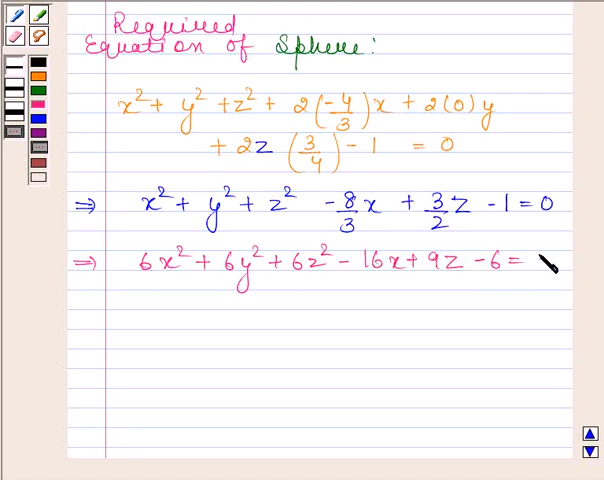 Required
Equation of Sphere:
x² + y² + z² + 2(-4/3)x + 2(0)y
+ 2z (3/4) - 1 = 0
⇒ x² + y² + z² - 8/3 x + 3/2 z - 1 = 0
⇒ 6x² + 6y² + 6z² - 16x + 9z - 6 =